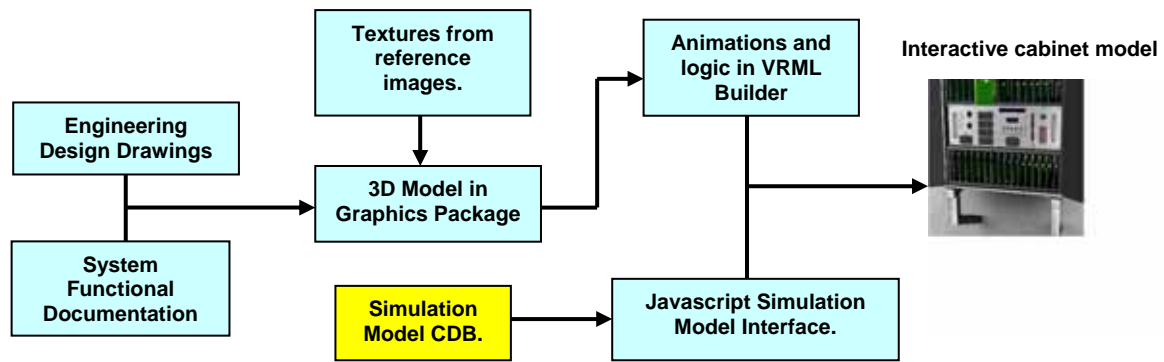 Textures from
reference
images.
Animations and
logic in VRML
Builder
Interactive cabinet model
Engineering
Design Drawings
3D Model in
Graphics Package
System
Functional
Documentation
Simulation
Model CDB.
Javascript Simulation
Model Interface.